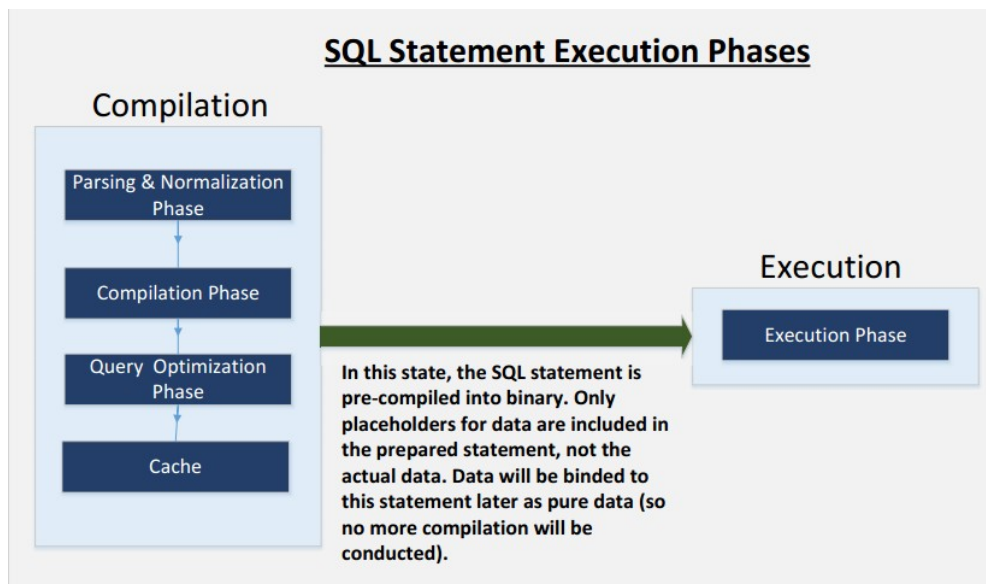 SQL Statement Execution Phases
Compilation
Parsing & Normalization
Phase
Compilation Phase
Query Optimization
Phase
Cache
In this state, the SQL statement is
pre-compiled into binary. Only
placeholders for data are included in
the prepared statement, not the
actual data. Data will be binded to
this statement later as pure data (so
no more compilation will be
conducted).
Execution
Execution Phase